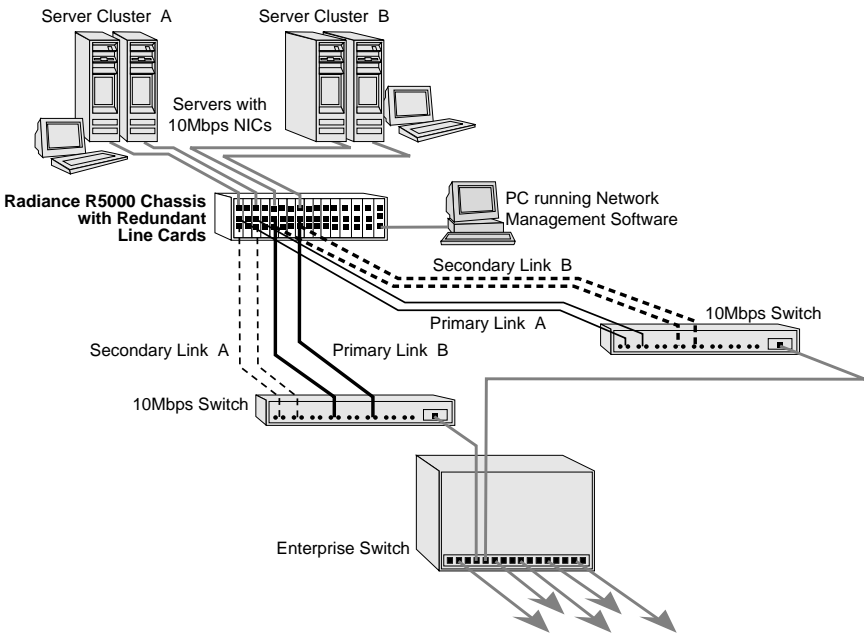 Server Cluster A
Server Cluster B
Servers with
10Mbps NICs
Radiance R5000 Chassis
with Redundant
Line Cards
PC running Network
Management Software
Secondary Link B
10Mbps Switch
Primary Link A
Secondary Link A
Primary Link B
10Mbps Switch
Enterprise Switch